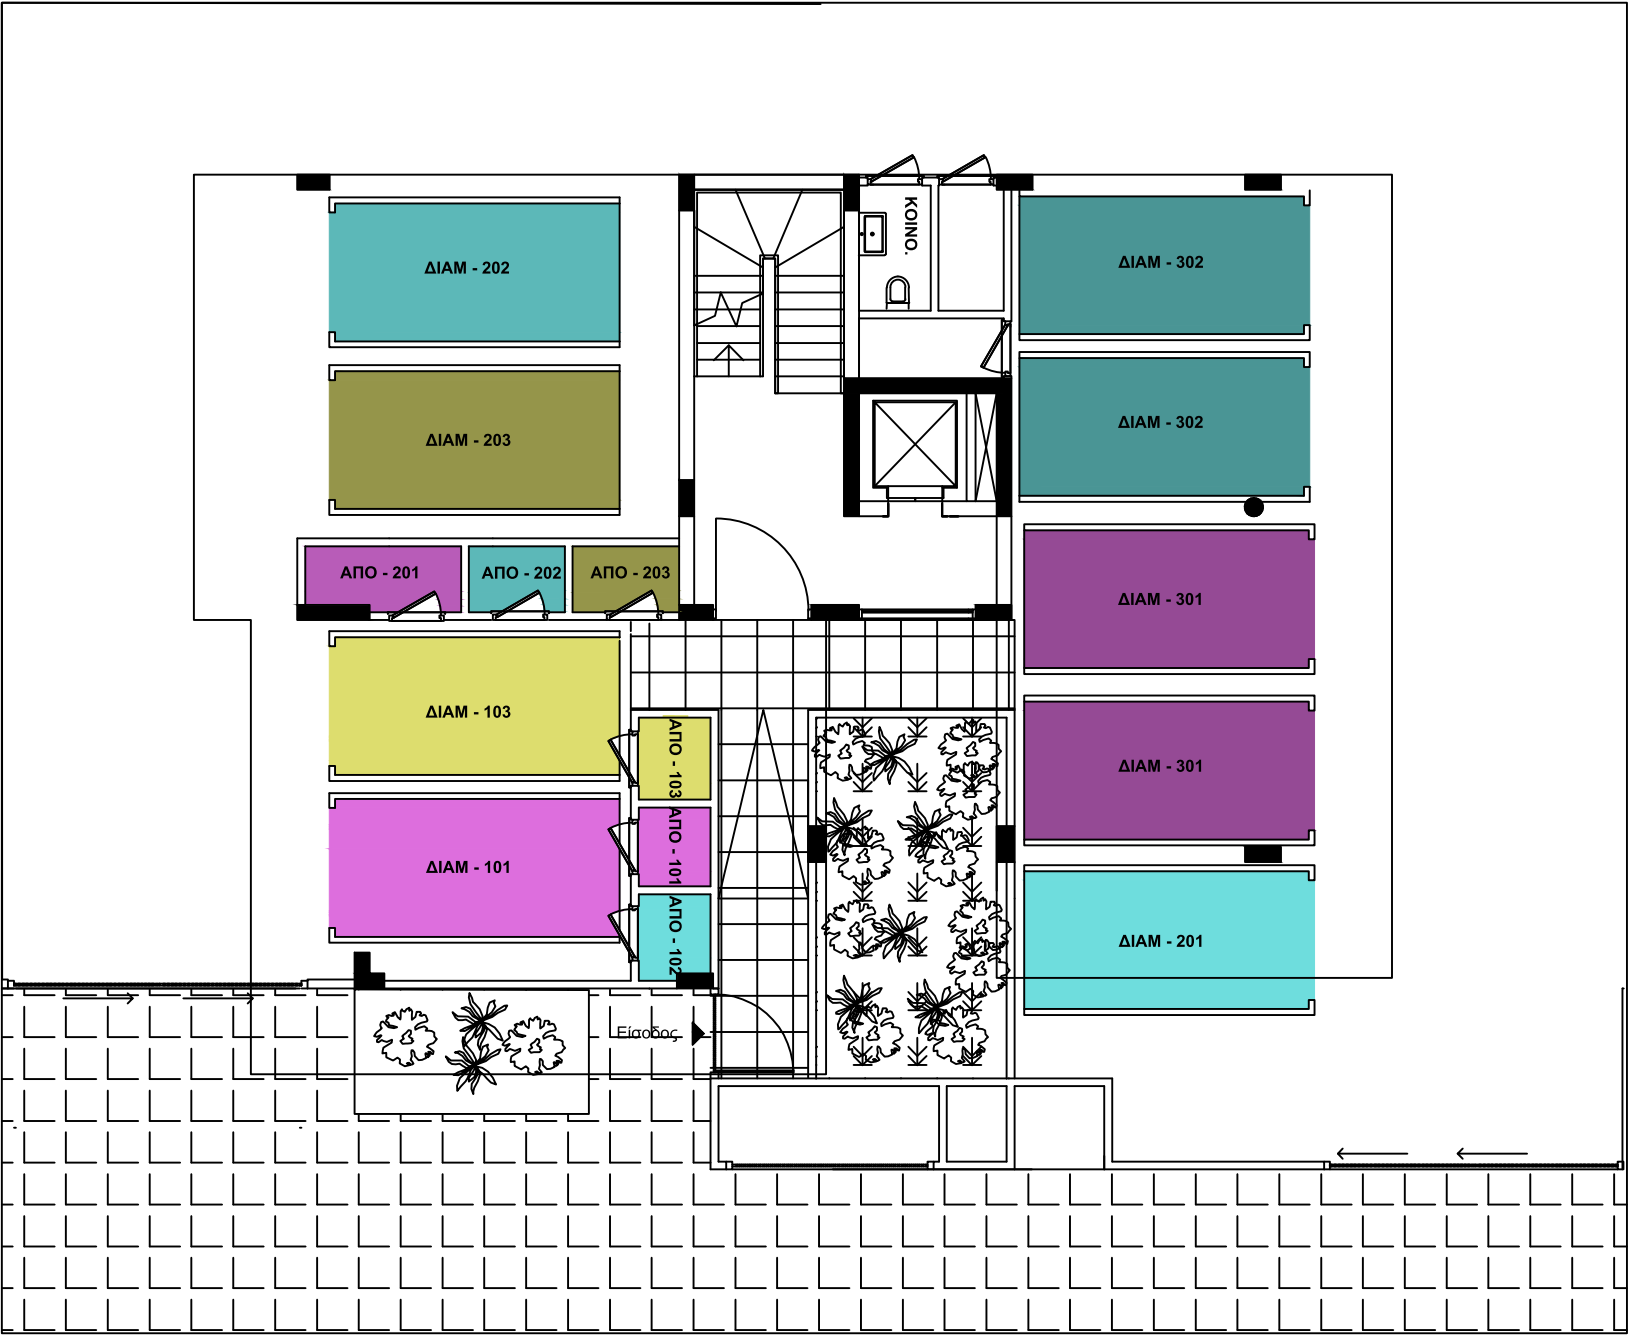 ΚΟΙΝΟ.
ΔΙΑΜ - 202
ΔΙΑΜ - 302
ΔΙΑΜ - 203
ΔΙΑΜ - 302
ΑΠΟ - 201
ΑΠΟ - 202
ΑΠΟ - 203
ΔΙΑΜ - 301
ΔΙΑΜ - 103
ΑΠΟ - 103
ΔΙΑΜ - 301
ΔΙΑΜ - 101
ΑΠΟ - 101
ΑΠΟ - 102
ΔΙΑΜ - 201
Είσοδος